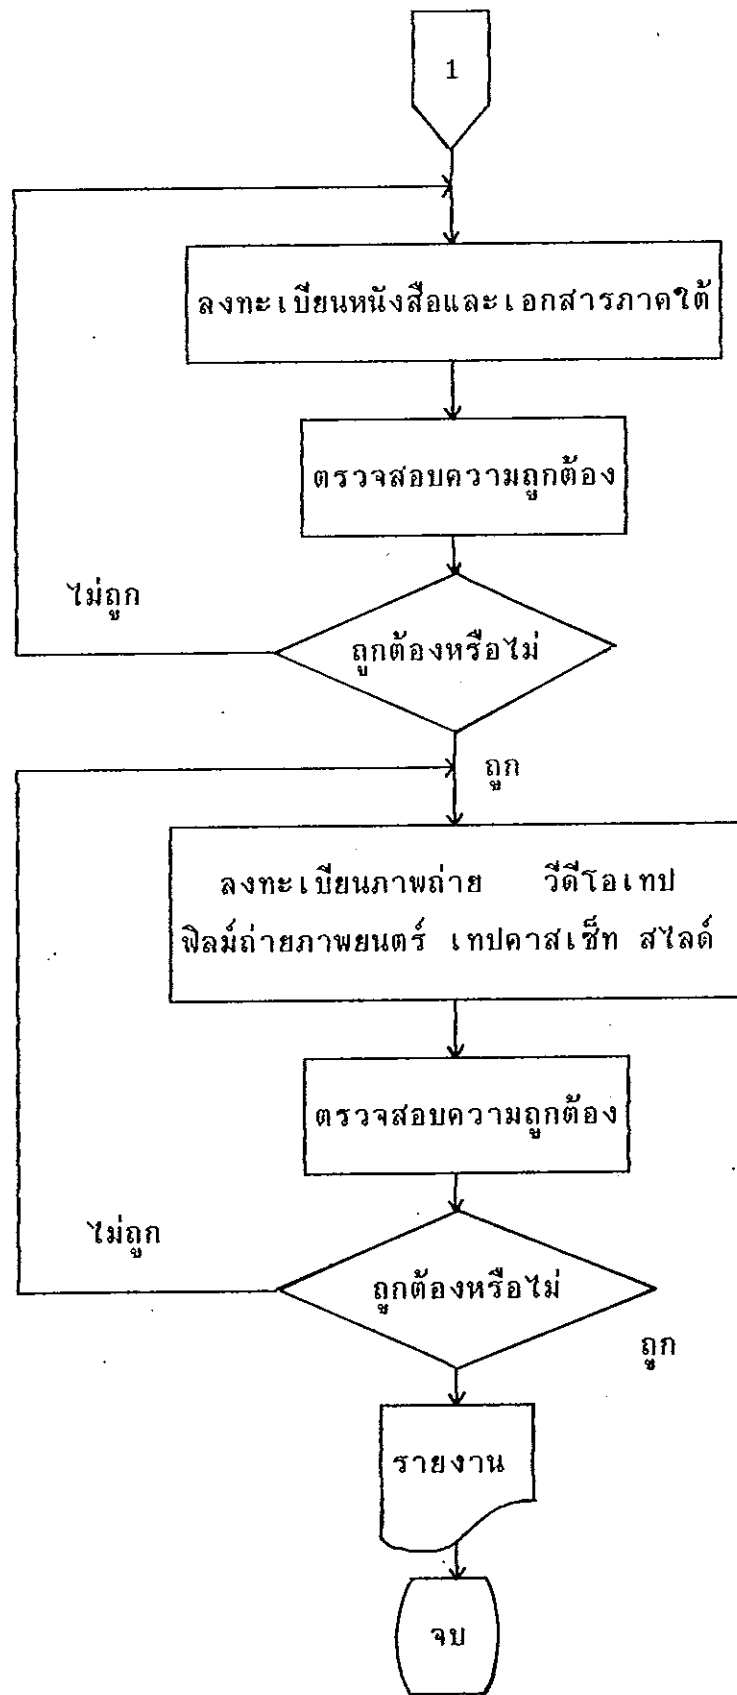 1
ลงทะเบียนหนังสือและเอกสารภาคใต้
ตรวจสอบความถูกต้อง
ไม่ถูก
ถูกต้องหรือไม่
ถูก
ลงทะเบียนภาพถ่าย วีดีโอเทป
ฟิลม์ถ่ายภาพยนตร์ เทปคาสเซ็ท สไลด์
ตรวจสอบความถูกต้อง
ไม่ถูก
ถูกต้องหรือไม่
ถูก
รายงาน
จบ